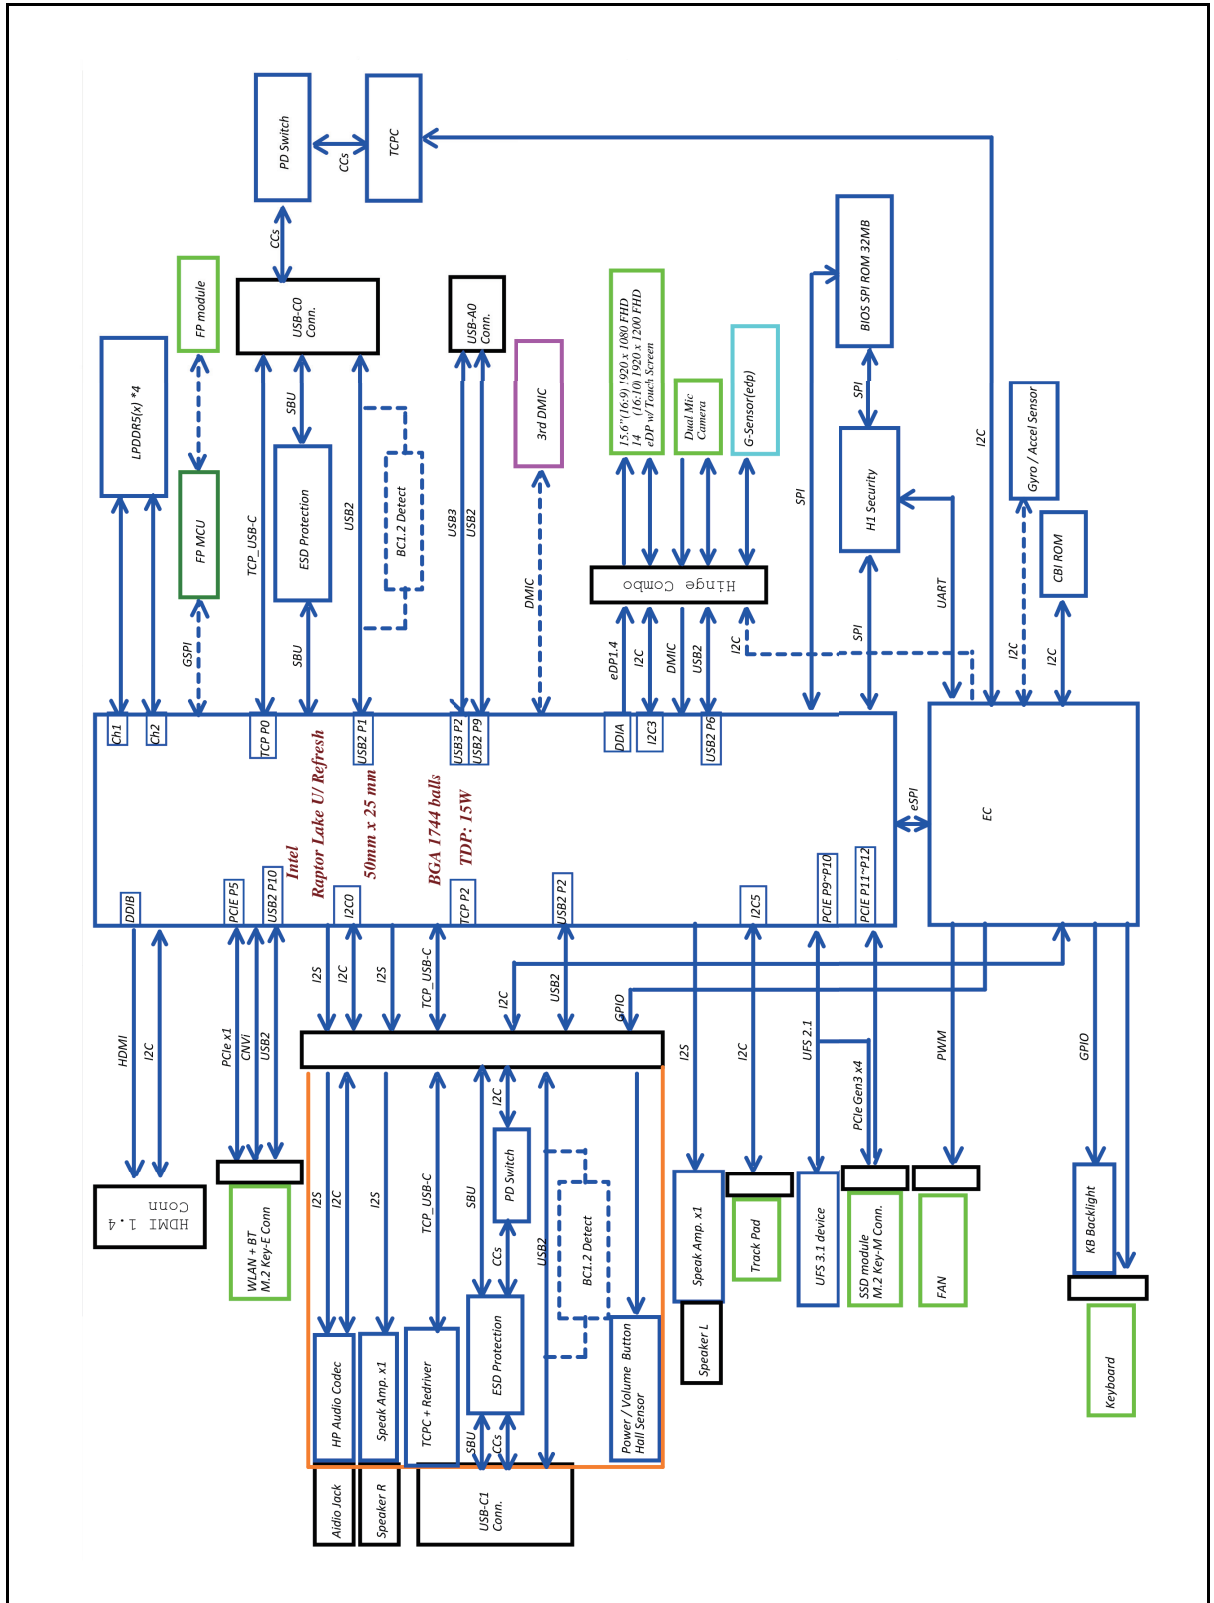 HDMI 1.4
Conn
HDMI
I2C
DDIB
Ch1
Ch2
LPDDR5(x) *4
WLAN + BT
M.2 Key-E Conn
PCIe x1
CNVi
USB2
PCIE P5
USB2 P10
GSPI
FP MCU
FP module
Intel
Raptor Lake U/ Refresh
50mm x 25 mm
BGA 1744 balls
TDP: 15W
TCP P0
TCP_USB-C
SBU
ESD Protection
SBU
USB2 P1
USB2
BC1.2 Detect
USB-C0
Conn.
CCs
PD Switch
CCs
TCPC
Aidio Jack
HP Audio Codec
I2S
I2C
I2S
I2C
I2C0
Speaker R
Speak Amp. x1
I2S
I2S
TCPC + Redriver
TCP_USB-C
TCP_USB-C
TCP P2
USB3 P2
USB2 P9
USB3
USB2
USB-A0
Conn.
USB-C1
Conn.
SBU
CCs
ESD Protection
SBU
CCs
PD Switch
I2C
I2C
USB2
BC1.2 Detect
USB2
USB2 P2
GPIO
Power / Volume Button
Hall Sensor
DMIC
3rd DMIC
DDIA
I2C3
USB2 P6
eDP1.4
I2C
DMIC
USB2
I2C
Hinge Combo
15.6"(16:9) !920 x 1080 FHD
14 (16:10) 1920 x 1200 FHD
eDP w/ Touch Screen
Dual Mic
Camera
G-Sensor(edp)
Speaker L
Speak Amp. x1
I2S
Track Pad
I2C
I2C5
UFS 3.1 device
UFS 2.1
PCIE P9~P10
SSD module
M.2 Key-M Conn.
PCIe Gen3 x4
PCIE P11~P12
SPI
SPI
H1 Security
SPI
BIOS SPI ROM 32MB
eSPI
UART
FAN
PWM
EC
I2C
I2C
Gyro / Accel Sensor
I2C
CBI ROM
GPIO
KB Backlight
Keyboard